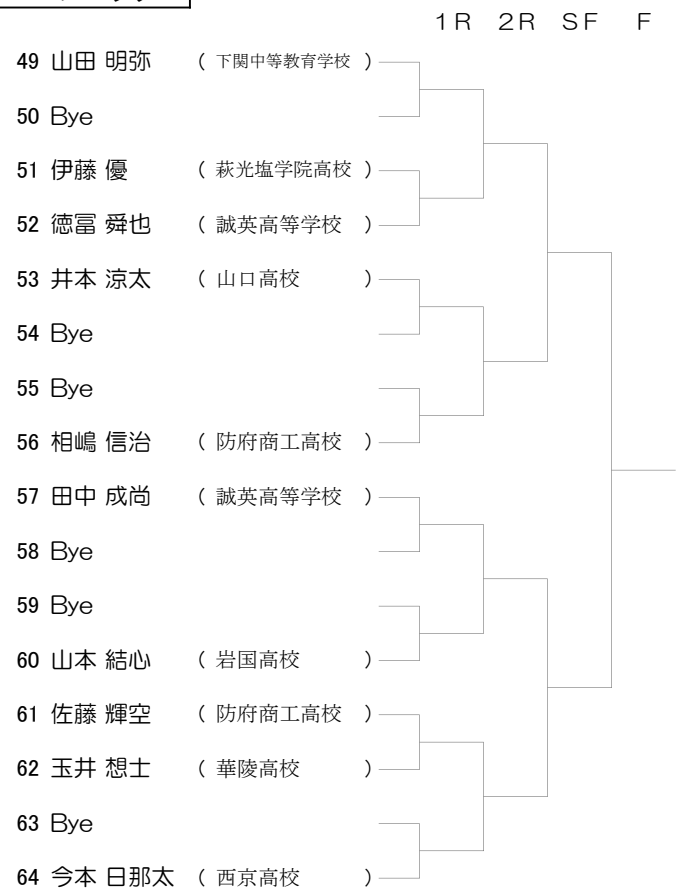 １Ｒ ２Ｒ ＳＦ Ｆ
49 山田 明弥 （ 下関中等教育学校 ）
50 Bye
51 伊藤 優 （ 萩光塩学院高校 ）
52 徳冨 舜也 （ 誠英高等学校 ）
53 井本 涼太 （ 山口高校 ）
54 Bye
55 Bye
56 相嶋 信治 （ 防府商工高校 ）
57 田中 成尚 （ 誠英高等学校 ）
58 Bye
59 Bye
60 山本 結心 （ 岩国高校 ）
61 佐藤 輝空 （ 防府商工高校 ）
62 玉井 想士 （ 華陵高校 ）
63 Bye
64 今本 日那太 （ 西京高校 ）